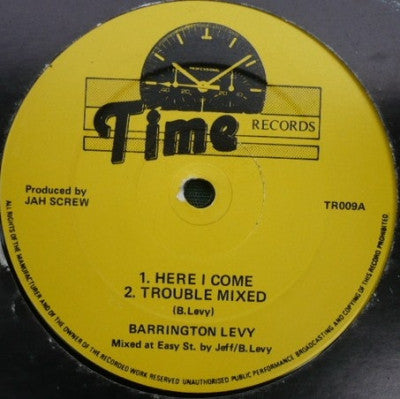 Time
RECORDS
Produced by
JAH SCREW
TR009A
1. HERE I COME
2. TROUBLE MIXED
(B. Levy)
BARRINGTON LEVY
Mixed at Easy St. by Jeff/B. Levy
ALL RIGHTS OF THE MANUFACTURER AND OF THE OWNER OF THE RECORDED WORK RESERVED UNAUTHORISED PUBLIC PERFORMANCE BROADCASTING AND COPYING OF THIS RECORD PROHIBITED